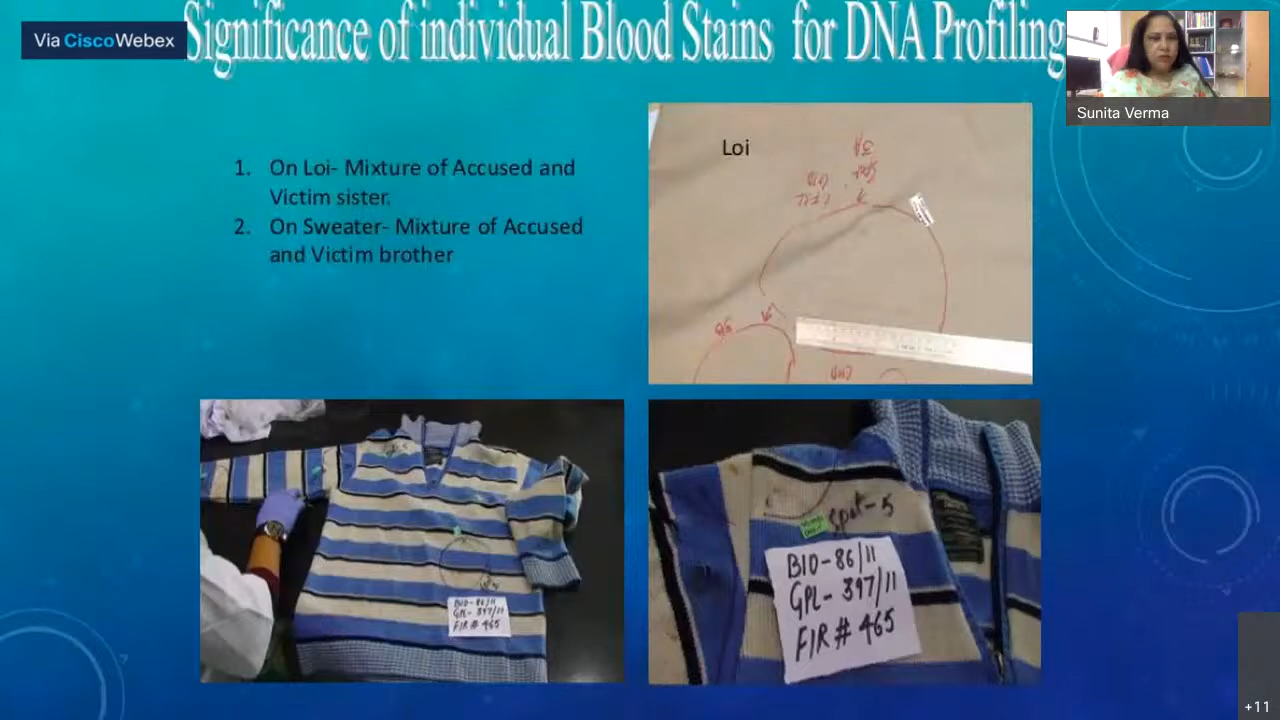 Via CiscoWebex
Significance of individual Blood Stains for DNA Profiling
Sunita Verma
1. On Loi- Mixture of Accused and
Victim sister.
2. On Sweater- Mixture of Accused
and Victim brother
Loi
BIO-86/11
GPL-397/11
FIR # 465
Spot-5
BIO-86/11
GPL-397/11
FIR # 465
+11